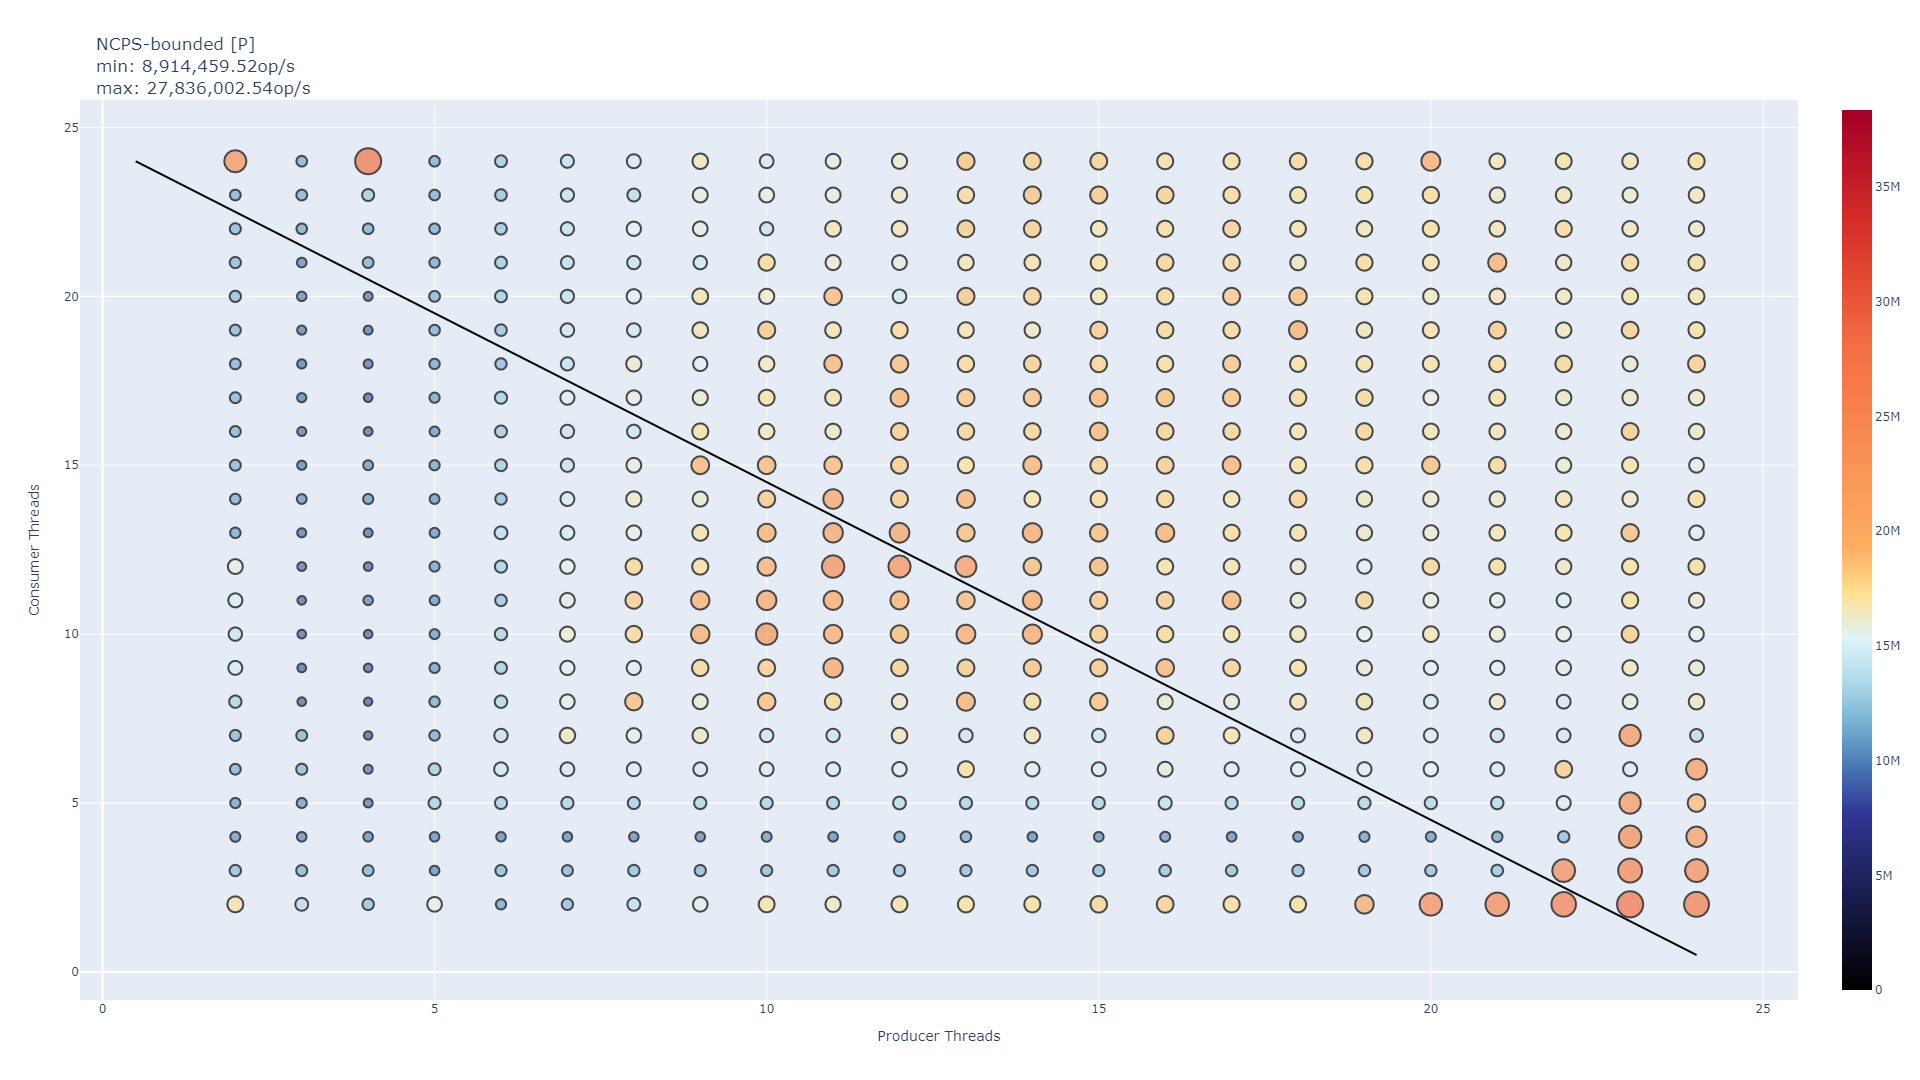 NCPS-bounded [P]
min: 8,914,459.52op/s
max: 27,836,002.54op/s
25
20
15
10
5
0
Consumer Threads
0
5
10
15
20
25
Producer Threads
35M
30M
25M
20M
15M
10M
5M
0